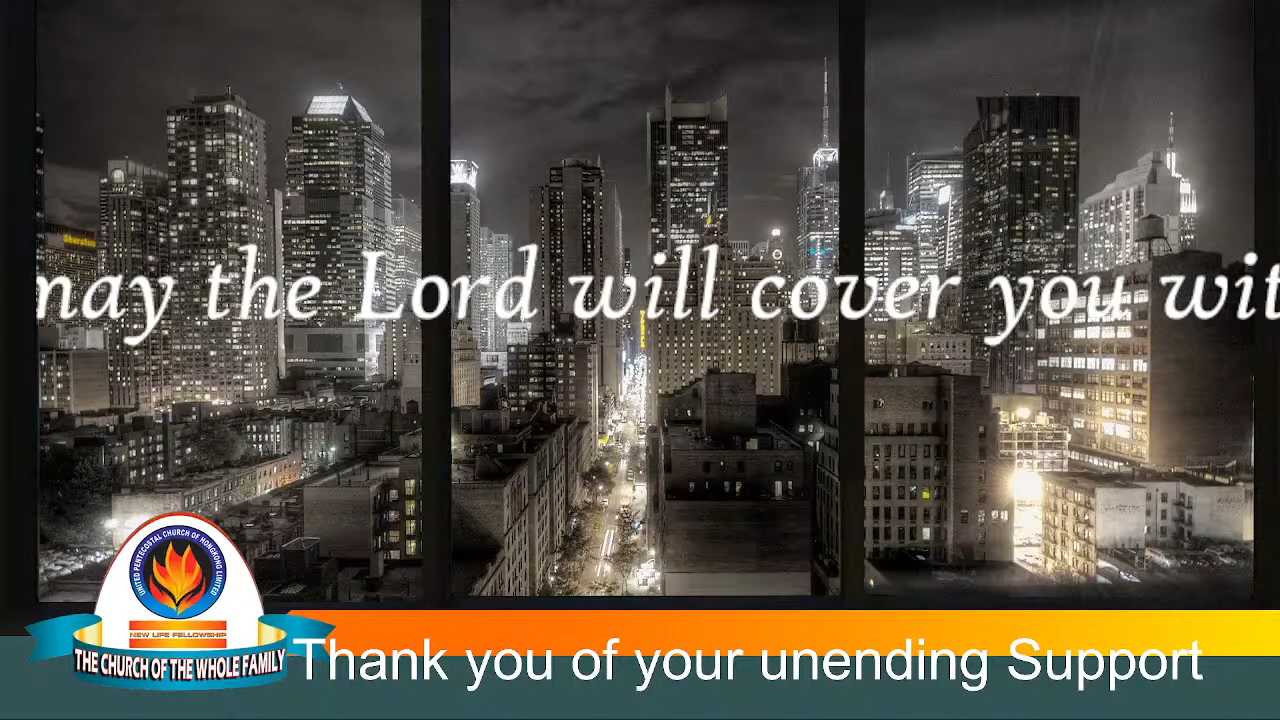 Sheraton
may the Lord will cover you wit
UNITED PENTECOSTAL CHURCH OF HONGKONG LIMITED
NEW LIFE FELLOWSHIP
THE CHURCH OF THE WHOLE FAMILY
Thank you of your unending Support